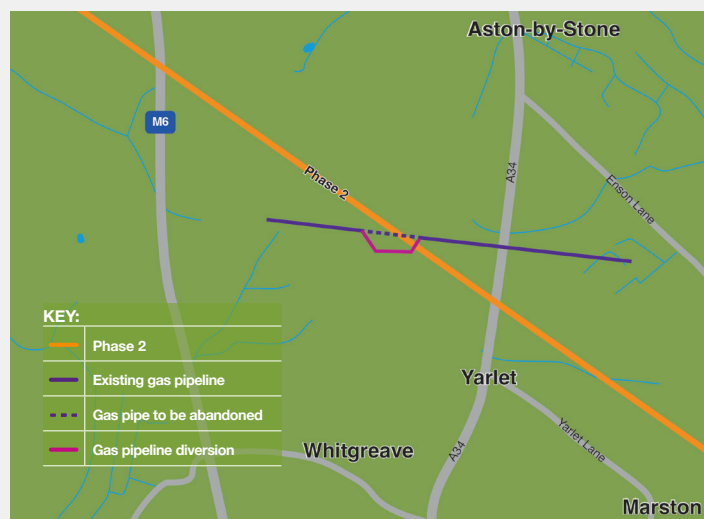 Aston-by-Stone
M6
Phase 2
A34
Enson Lane
KEY:
Phase 2
Existing gas pipeline
Gas pipe to be abandoned
Gas pipeline diversion
Yarlet
Whitgreave
A34
Yarlet Lane
Marston